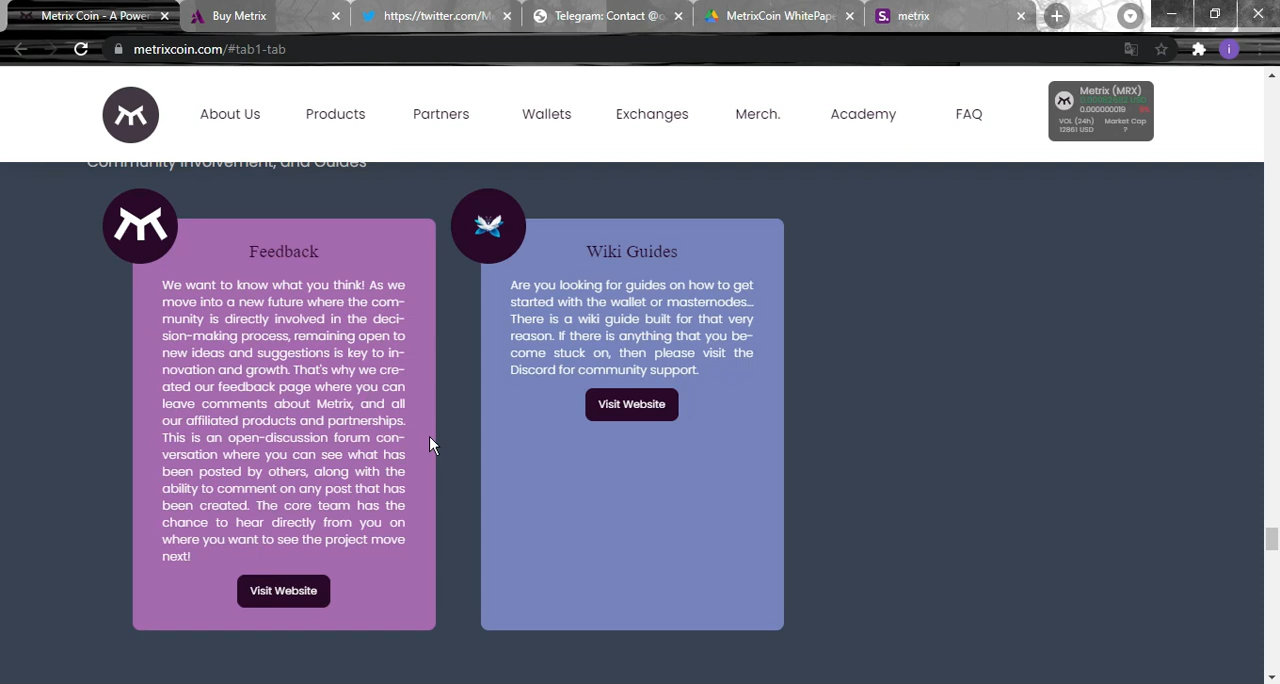 Metrix Coin - A Power
Buy Metrix
https://twitter.com/M
Telegram: Contact @o
MetrixCoin WhitePape
S.
metrix
metrixcoin.com/#tab1-tab
i
About Us
Products
Partners
Wallets
Exchanges
Merch.
Academy
FAQ
Metrix (MRX)
0.000000019
VOL (24h)
Market Cap
12861 USD
?
Community Involvement, and Guides
Feedback
We want to know what you think! As we
move into a new future where the com-
munity is directly involved in the deci-
sion-making process, remaining open to
new ideas and suggestions is key to in-
novation and growth. That's why we cre-
ated our feedback page where you can
leave comments about Metrix, and all
our affiliated products and partnerships.
This is an open-discussion forum con-
versation where you can see what has
been posted by others, along with the
ability to comment on any post that has
been created. The core team has the
chance to hear directly from you on
where you want to see the project move
next!
Visit Website
Wiki Guides
Are you looking for guides on how to get
started with the wallet or masternodes...
There is a wiki guide built for that very
reason. If there is anything that you be-
come stuck on, then please visit the
Discord for community support.
Visit Website